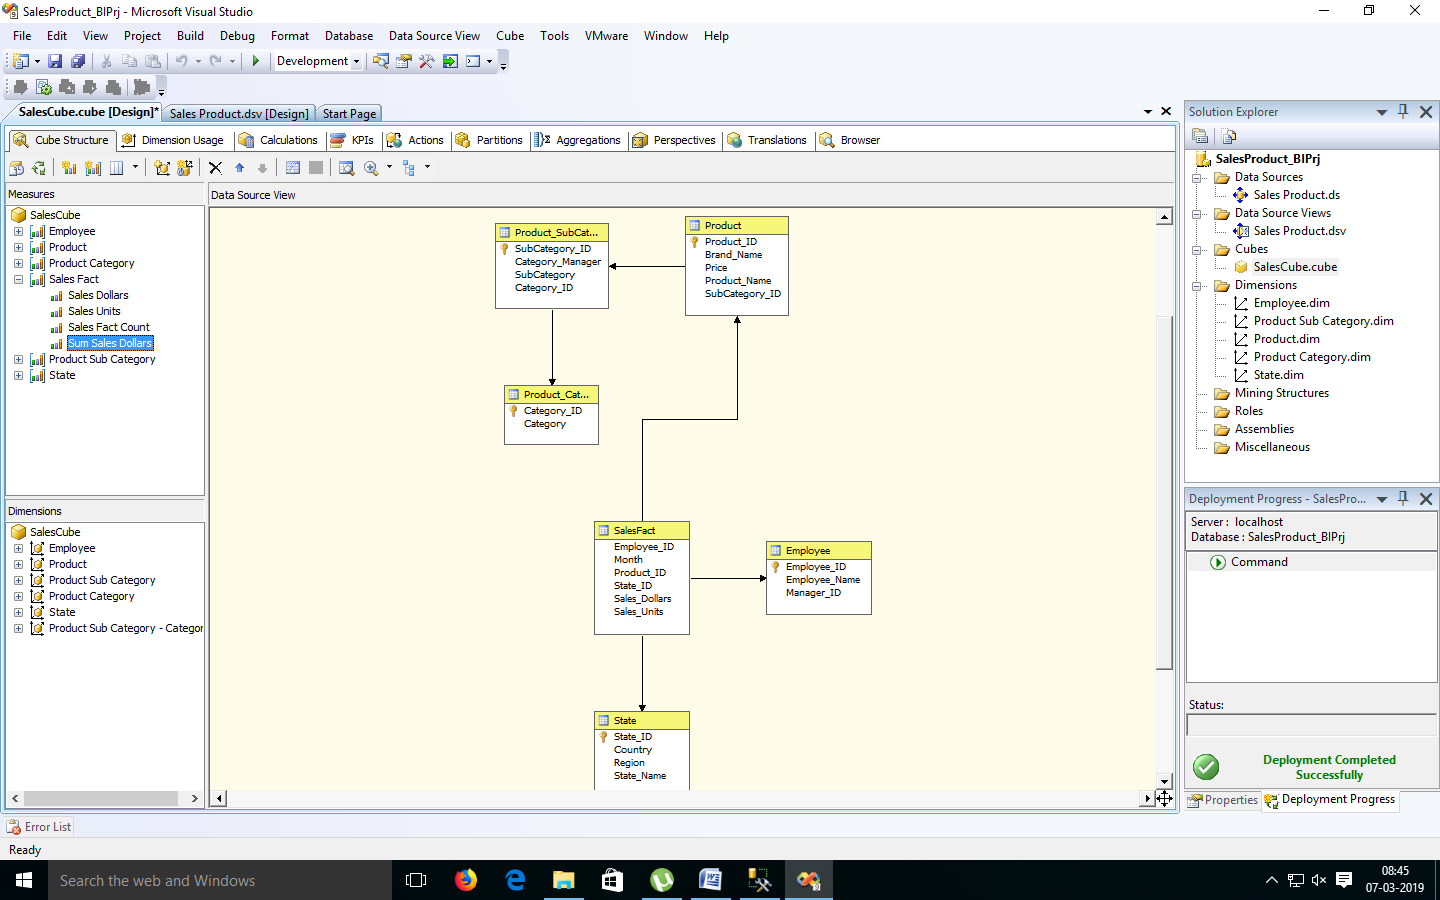 SalesProduct_BIPrj - Microsoft Visual Studio
File Edit View Project Build Debug Format Database Data Source View Cube Tools VMware Window Help
Development
SalesCube.cube [Design]* Sales Product.dsv [Design] Start Page
Cube Structure Dimension Usage Calculations KPIs Actions Partitions Aggregations Perspectives Translations Browser
Measures
SalesCube
Employee
Product
Product Category
Sales Fact
Sales Dollars
Sales Units
Sales Fact Count
Sum Sales Dollars
Product Sub Category
State
Dimensions
SalesCube
Employee
Product
Product Sub Category
Product Category
State
Product Sub Category - Categor
Data Source View
Product_SubCat...
SubCategory_ID
Category_Manager
SubCategory
Category_ID
Product
Product_ID
Brand_Name
Price
Product_Name
SubCategory_ID
Product_Cat...
Category_ID
Category
SalesFact
Employee_ID
Month
Product_ID
State_ID
Sales_Dollars
Sales_Units
Employee
Employee_ID
Employee_Name
Manager_ID
State
State_ID
Country
Region
State_Name
Solution Explorer
SalesProduct_BIPrj
Data Sources
Sales Product.ds
Data Source Views
Sales Product.dsv
Cubes
SalesCube.cube
Dimensions
Employee.dim
Product Sub Category.dim
Product.dim
Product Category.dim
State.dim
Mining Structures
Roles
Assemblies
Miscellaneous
Deployment Progress - SalesPro...
Server : localhost
Database : SalesProduct_BIPrj
Command
Status:
Deployment Completed
Successfully
Properties Deployment Progress
Error List
Ready
Search the web and Windows
08:45
07-03-2019